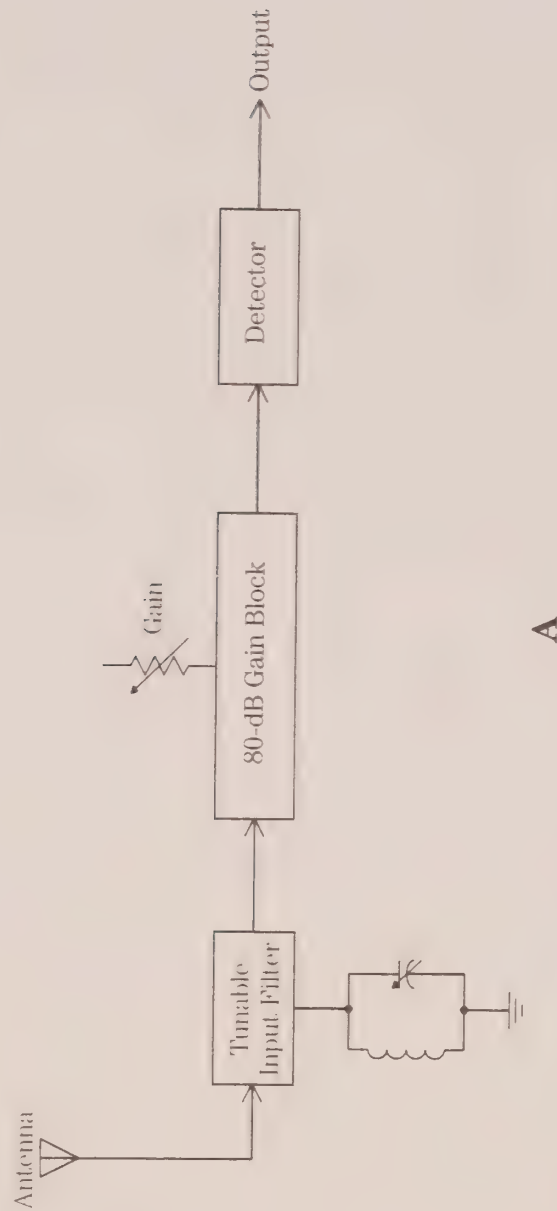 Antenna
Tunable
Input Filter
80-dB Gain Block
Gain
Detector
Output
A